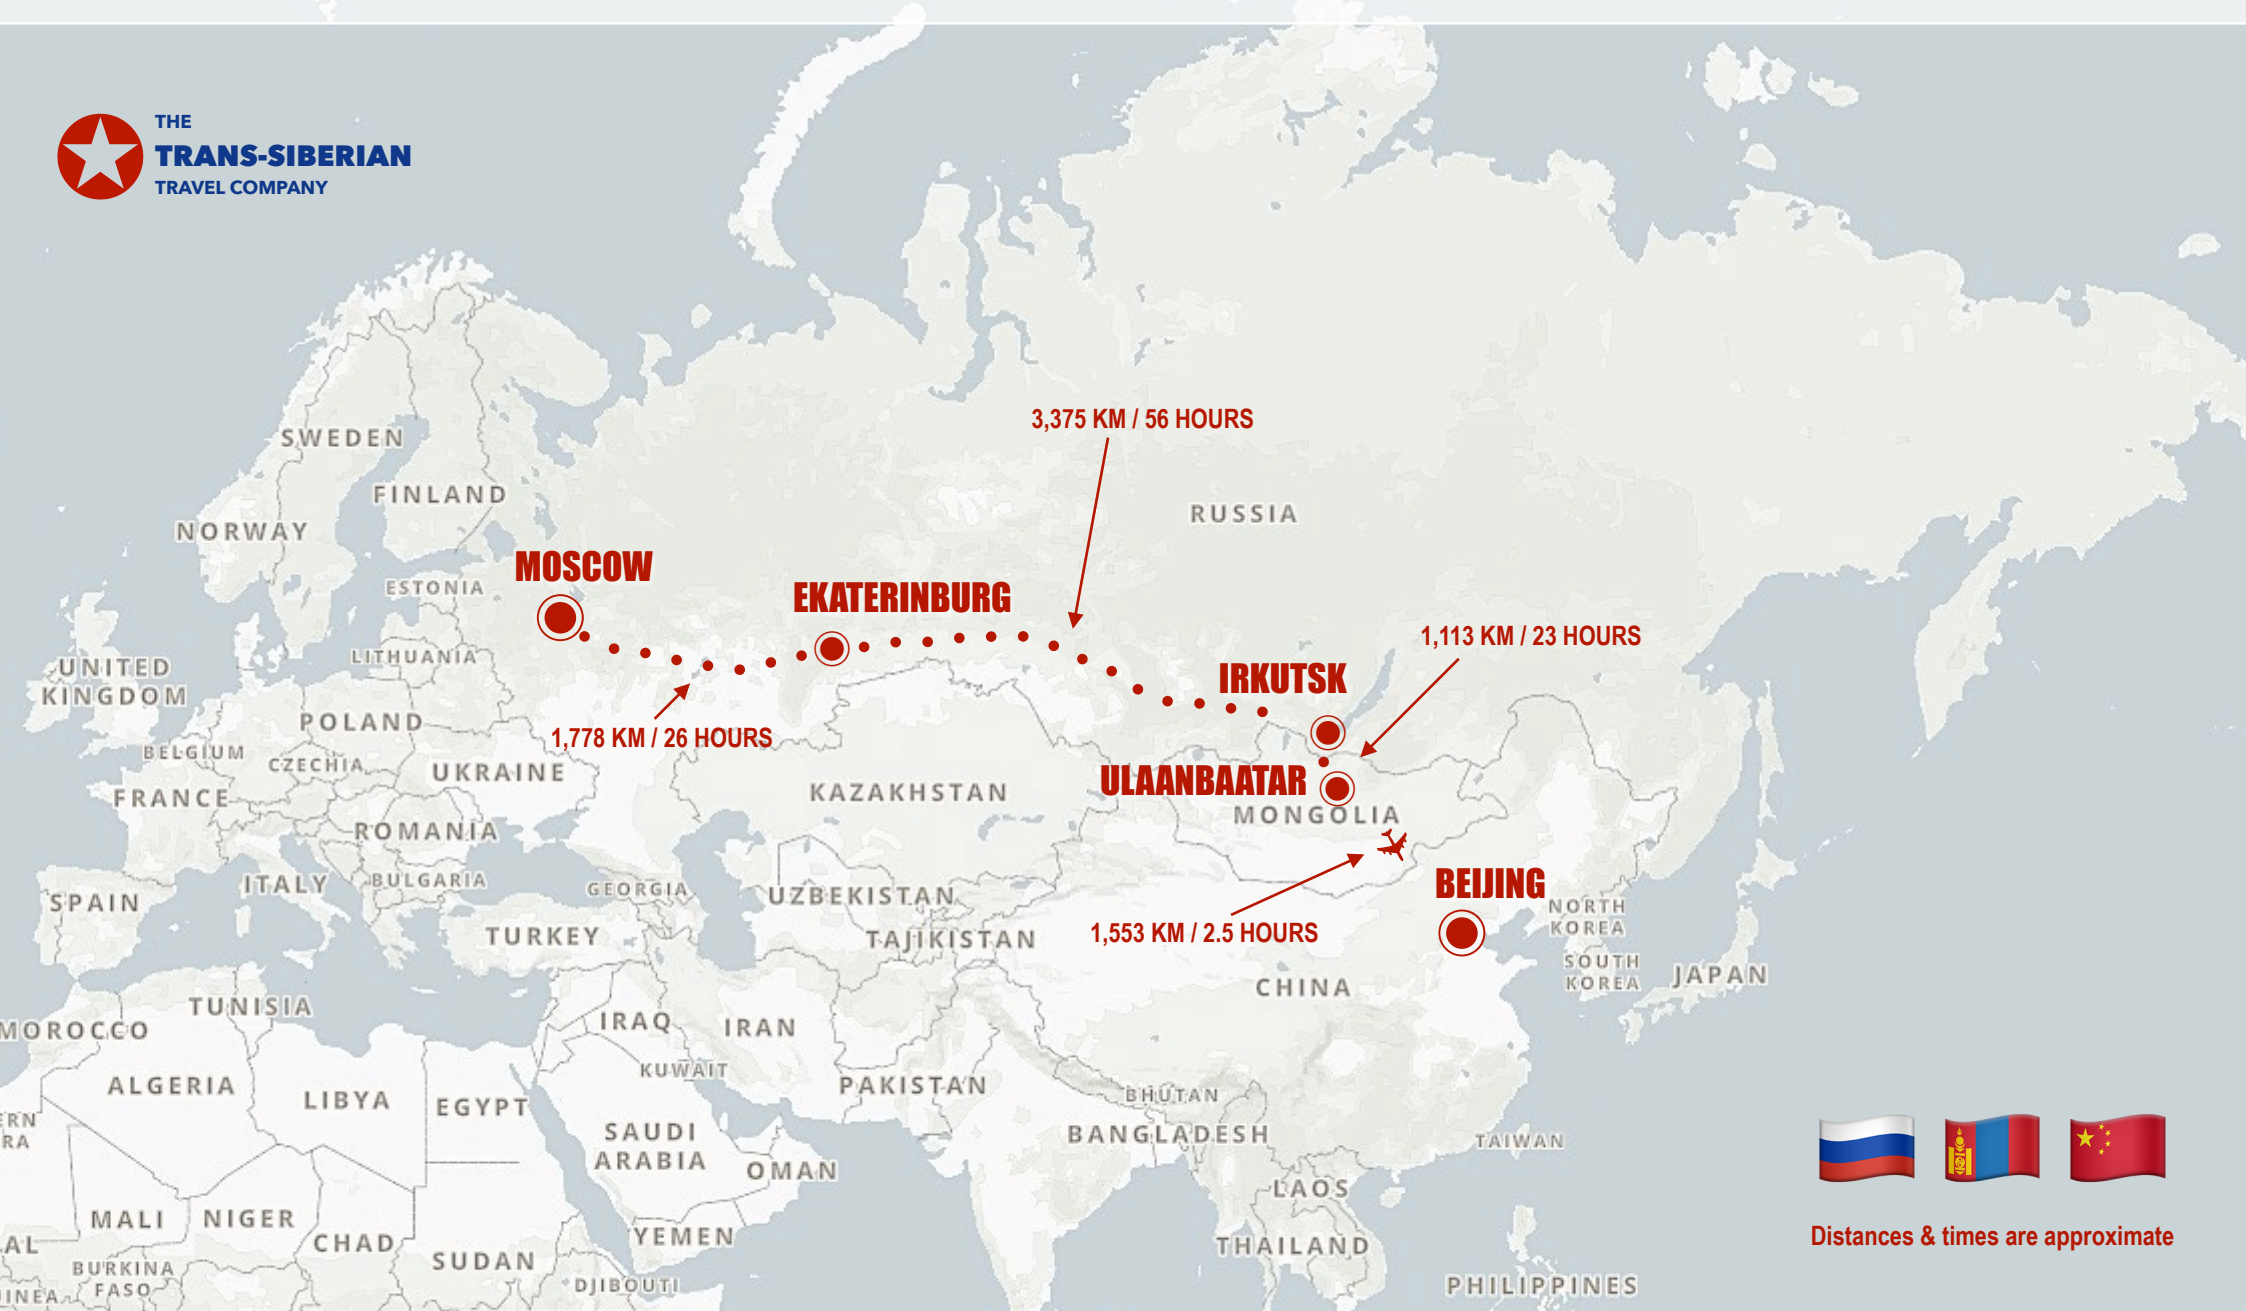 THE
TRANS-SIBERIAN
TRAVEL COMPANY
3,375 KM / 56 HOURS
SWEDEN
FINLAND
RUSSIA
NORWAY
MOSCOW
ESTONIA
EKATERINBURG
1,113 KM / 23 HOURS
LITHUANIA
UNITED
KINGDOM
IRKUTSK
POLAND
1,778 KM / 26 HOURS
BELGIUM
CZECHIA
UKRAINE
ULAANBAATAR
KAZAKHSTAN
FRANCE
MONGOLIA
ROMANIA
ITALY
BULGARIA
GEORGIA
UZBEKISTAN
BEIJING
SPAIN
NORTH
KOREA
1,553 KM / 2.5 HOURS
TURKEY
TAJIKISTAN
SOUTH
KOREA
JAPAN
CHINA
TUNISIA
MOROCCO
IRAQ
IRAN
KUWAIT
ALGERIA
LIBYA
EGYPT
PAKISTAN
BHUTAN
ERN
RA
SAUDI
ARABIA
BANGLADESH
TAIWAN
OMAN
LAOS
MALI
NIGER
CHAD
YEMEN
AL
THAILAND
Distances & times are approximate
SUDAN
BURKINA
FASO
DJIBOUTI
PHILIPPINES
INEA